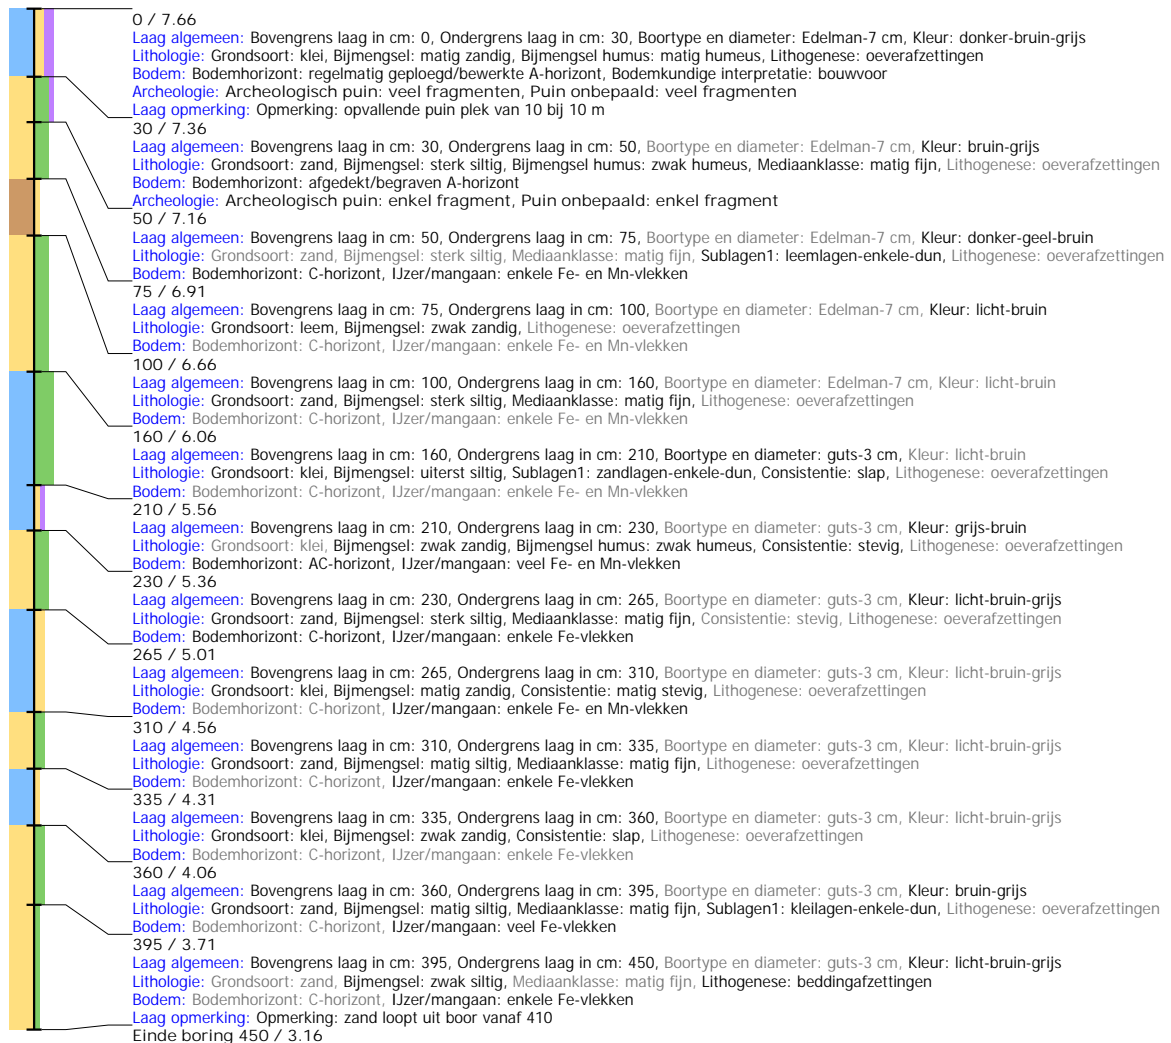 0 / 7.66
Laag algemeen: Bovengrens laag in cm: 0, Ondergrens laag in cm: 30, Boortype en diameter: Edelman-7 cm, Kleur: donker-bruin-grijs
Lithologie: Grondsoort: klei, Bijmengsel: matig zandig, Bijmengsel humus: matig humeus, Lithogenese: oeverafzettingen
Bodem: Bodemhorizont: regelmatig geploegd/bewerkte A-horizont, Bodemkundige interpretatie: bouwvoor
Archeologie: Archeologisch puin: veel fragmenten, Puin onbepaald: veel fragmenten
Laag opmerking: Opmerking: opvallende puin plek van 10 bij 10 m
30 / 7.36
Laag algemeen: Bovengrens laag in cm: 30, Ondergrens laag in cm: 50, Boortype en diameter: Edelman-7 cm, Kleur: bruin-grijs
Lithologie: Grondsoort: zand, Bijmengsel: sterk siltig, Bijmengsel humus: zwak humeus, Mediaanklasse: matig fijn, Lithogenese: oeverafzettingen
Bodem: Bodemhorizont: afgedekt/begraven A-horizont
Archeologie: Archeologisch puin: enkel fragment, Puin onbepaald: enkel fragment
50 / 7.16
Laag algemeen: Bovengrens laag in cm: 50, Ondergrens laag in cm: 75, Boortype en diameter: Edelman-7 cm, Kleur: donker-geel-bruin
Lithologie: Grondsoort: zand, Bijmengsel: sterk siltig, Mediaanklasse: matig fijn, Sublagen1: leemlagen-enkele-dun, Lithogenese: oeverafzettingen
Bodem: Bodemhorizont: C-horizont, IJzer/mangaan: enkele Fe- en Mn-vlekken
75 / 6.91
Laag algemeen: Bovengrens laag in cm: 75, Ondergrens laag in cm: 100, Boortype en diameter: Edelman-7 cm, Kleur: licht-bruin
Lithologie: Grondsoort: leem, Bijmengsel: zwak zandig, Lithogenese: oeverafzettingen
Bodem: Bodemhorizont: C-horizont, IJzer/mangaan: enkele Fe- en Mn-vlekken
100 / 6.66
Laag algemeen: Bovengrens laag in cm: 100, Ondergrens laag in cm: 160, Boortype en diameter: Edelman-7 cm, Kleur: licht-bruin
Lithologie: Grondsoort: zand, Bijmengsel: sterk siltig, Mediaanklasse: matig fijn, Lithogenese: oeverafzettingen
Bodem: Bodemhorizont: C-horizont, IJzer/mangaan: enkele Fe- en Mn-vlekken
160 / 6.06
Laag algemeen: Bovengrens laag in cm: 160, Ondergrens laag in cm: 210, Boortype en diameter: guts-3 cm, Kleur: licht-bruin
Lithologie: Grondsoort: klei, Bijmengsel: uiterst siltig, Sublagen1: zandlagen-enkele-dun, Consistentie: slap, Lithogenese: oeverafzettingen
Bodem: Bodemhorizont: C-horizont, IJzer/mangaan: enkele Fe- en Mn-vlekken
210 / 5.56
Laag algemeen: Bovengrens laag in cm: 210, Ondergrens laag in cm: 230, Boortype en diameter: guts-3 cm, Kleur: grijs-bruin
Lithologie: Grondsoort: klei, Bijmengsel: zwak zandig, Bijmengsel humus: zwak humeus, Consistentie: stevig, Lithogenese: oeverafzettingen
Bodem: Bodemhorizont: AC-horizont, IJzer/mangaan: veel Fe- en Mn-vlekken
230 / 5.36
Laag algemeen: Bovengrens laag in cm: 230, Ondergrens laag in cm: 265, Boortype en diameter: guts-3 cm, Kleur: licht-bruin-grijs
Lithologie: Grondsoort: zand, Bijmengsel: sterk siltig, Mediaanklasse: matig fijn, Consistentie: stevig, Lithogenese: oeverafzettingen
Bodem: Bodemhorizont: C-horizont, IJzer/mangaan: enkele Fe-vlekken
265 / 5.01
Laag algemeen: Bovengrens laag in cm: 265, Ondergrens laag in cm: 310, Boortype en diameter: guts-3 cm, Kleur: licht-bruin-grijs
Lithologie: Grondsoort: klei, Bijmengsel: matig zandig, Consistentie: matig stevig, Lithogenese: oeverafzettingen
Bodem: Bodemhorizont: C-horizont, IJzer/mangaan: enkele Fe- en Mn-vlekken
310 / 4.56
Laag algemeen: Bovengrens laag in cm: 310, Ondergrens laag in cm: 335, Boortype en diameter: guts-3 cm, Kleur: licht-bruin-grijs
Lithologie: Grondsoort: zand, Bijmengsel: matig siltig, Mediaanklasse: matig fijn, Lithogenese: oeverafzettingen
Bodem: Bodemhorizont: C-horizont, IJzer/mangaan: enkele Fe-vlekken
335 / 4.31
Laag algemeen: Bovengrens laag in cm: 335, Ondergrens laag in cm: 360, Boortype en diameter: guts-3 cm, Kleur: licht-bruin-grijs
Lithologie: Grondsoort: klei, Bijmengsel: zwak zandig, Consistentie: slap, Lithogenese: oeverafzettingen
Bodem: Bodemhorizont: C-horizont, IJzer/mangaan: enkele Fe-vlekken
360 / 4.06
Laag algemeen: Bovengrens laag in cm: 360, Ondergrens laag in cm: 395, Boortype en diameter: guts-3 cm, Kleur: bruin-grijs
Lithologie: Grondsoort: zand, Bijmengsel: matig siltig, Mediaanklasse: matig fijn, Sublagen1: kleilagen-enkele-dun, Lithogenese: oeverafzettingen
Bodem: Bodemhorizont: C-horizont, IJzer/mangaan: veel Fe-vlekken
395 / 3.71
Laag algemeen: Bovengrens laag in cm: 395, Ondergrens laag in cm: 450, Boortype en diameter: guts-3 cm, Kleur: licht-bruin-grijs
Lithologie: Grondsoort: zand, Bijmengsel: zwak siltig, Mediaanklasse: matig fijn, Lithogenese: beddingafzettingen
Bodem: Bodemhorizont: C-horizont, IJzer/mangaan: enkele Fe-vlekken
Laag opmerking: Opmerking: zand loopt uit boor vanaf 410
Einde boring 450 / 3.16